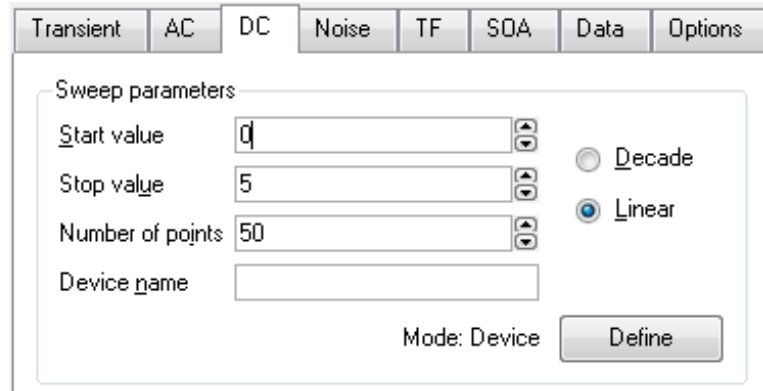 Transient AC DC Noise TF SOA Data Options
Sweep parameters
Start value 0
Decade
Stop value 5
Linear
Number of points 50
Device name
Mode: Device Define